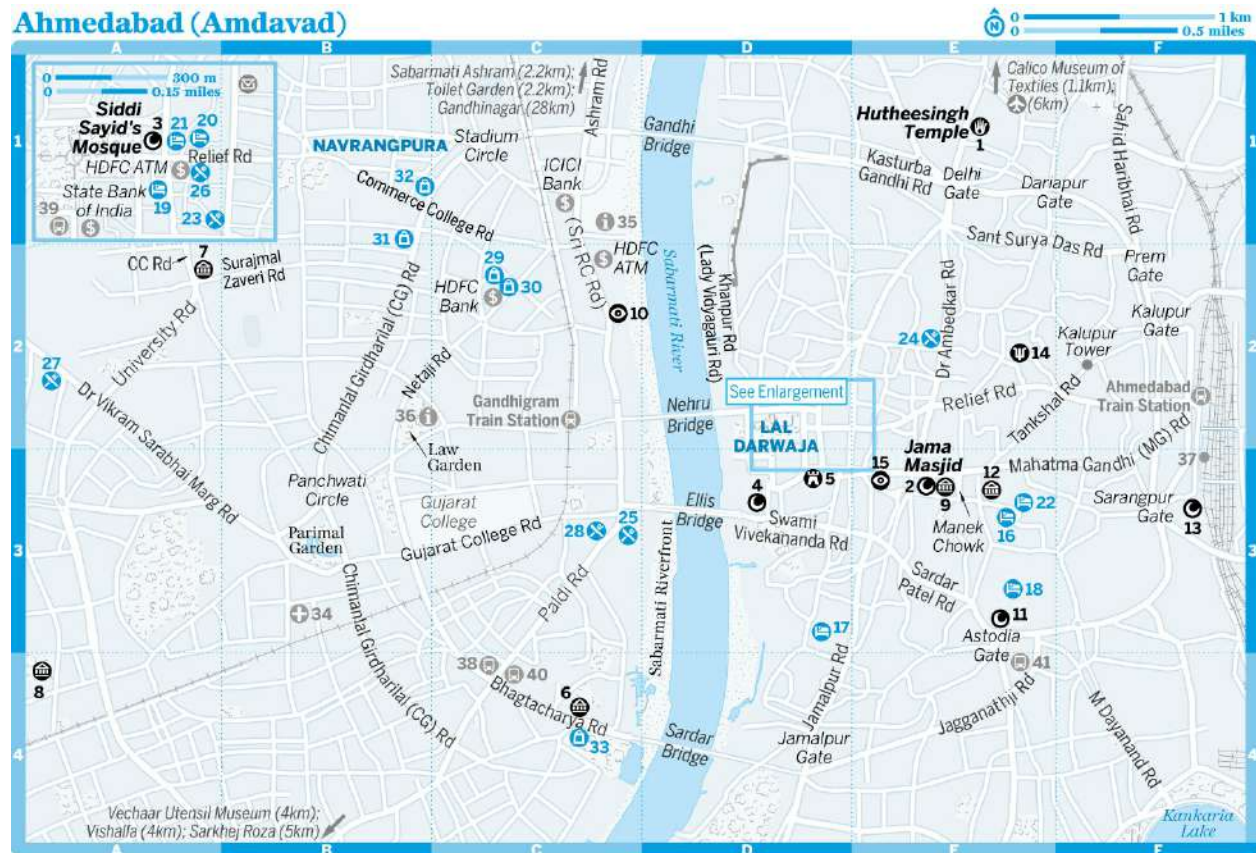 Ahmedabad (Amdavad)
N
0 1 km
0 0.5 miles
A
B
C
D
E
F
0 300 m
0 0.15 miles
Siddi
Sayid's
Mosque
3
21
20
HDFC ATM
Relief Rd
State Bank
of India
19
26
39
23
Sabarmati Ashram (2.2km);
Toilet Garden (2.2km);
Gandhinagar (28km)
Ashram Rd
Stadium
Circle
NAVRANGPURA
32
Commerce College Rd
ICICI
Bank
(Sri RC Rd)
35
HDFC
ATM
31
29
30
HDFC
Bank
10
Gandhi
Bridge
Calico Museum of
Textiles (1.1km);
(6km)
Hutheesingh
Temple
1
Kasturba
Gandhi Rd
Delhi
Gate
Dariapur
Gate
Sahid Haribhai Rd
Sant Surya Das Rd
Prem
Gate
1
1
7
CC Rd
Surajmal
Zaveri Rd
University Rd
Chimanlal Girdharilal (CG) Rd
Netaji Rd
Sabarmati River
Khanpur Rd
(Lady Vidyagauri Rd)
Dr Ambedkar Rd
24
14
Kalupur
Tower
Kalupur
Gate
2
2
27
Dr Vikram Sarabhai Marg Rd
36
Gandhigram
Train Station
Law
Garden
Nehru
Bridge
See Enlargement
LAL
DARWAJA
Relief Rd
Tankshal Rd
Ahmedabad
Train Station
Mahatma Gandhi (MG) Rd
37
Jama
Masjid
15
2
9
12
22
16
Manek
Chowk
Sarangpur
Gate
13
4
5
Ellis
Bridge
Swami
Vivekananda Rd
Panchwati
Circle
Gujarat
College
Gujarat College Rd
28
25
Parimal
Garden
3
3
Chimanlal Girdharilal (CG) Rd
34
Paldi Rd
Sabarmati Riverfront
Sardar
Patel Rd
18
11
Astodia
Gate
41
17
Jamalpur Rd
Jagganathji Rd
8
38
40
6
Bhagtacharya Rd
33
Sardar
Bridge
Jamalpur
Gate
M Dayanand Rd
4
4
Vechaar Utensil Museum (4km);
Vishalla (4km); Sarkhej Roza (5km)
Kankaria
Lake
A
B
C
D
E
F